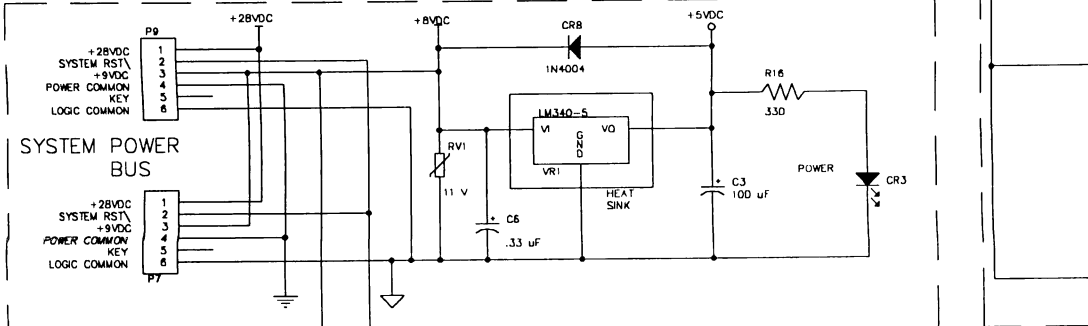 +28VDC
+8VDC
+5VDC
P9
CR8
+28VDC 1
SYSTEM RST\ 2
+9VDC 3
POWER COMMON 4
KEY 5
LOGIC COMMON 6
1N4004
R16
330
LM340-5
VI VO
GND
VR1
HEAT
SINK
SYSTEM POWER
BUS
RV1
11 V
C6
.33 uF
C3
100 uF
POWER
CR3
+28VDC 1
SYSTEM RST\ 2
+9VDC 3
POWER COMMON 4
KEY 5
LOGIC COMMON 6
P7
+
+